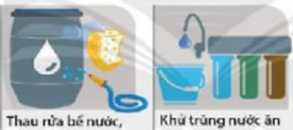 Thau rửa bể nước,
Khử trùng nước ăn